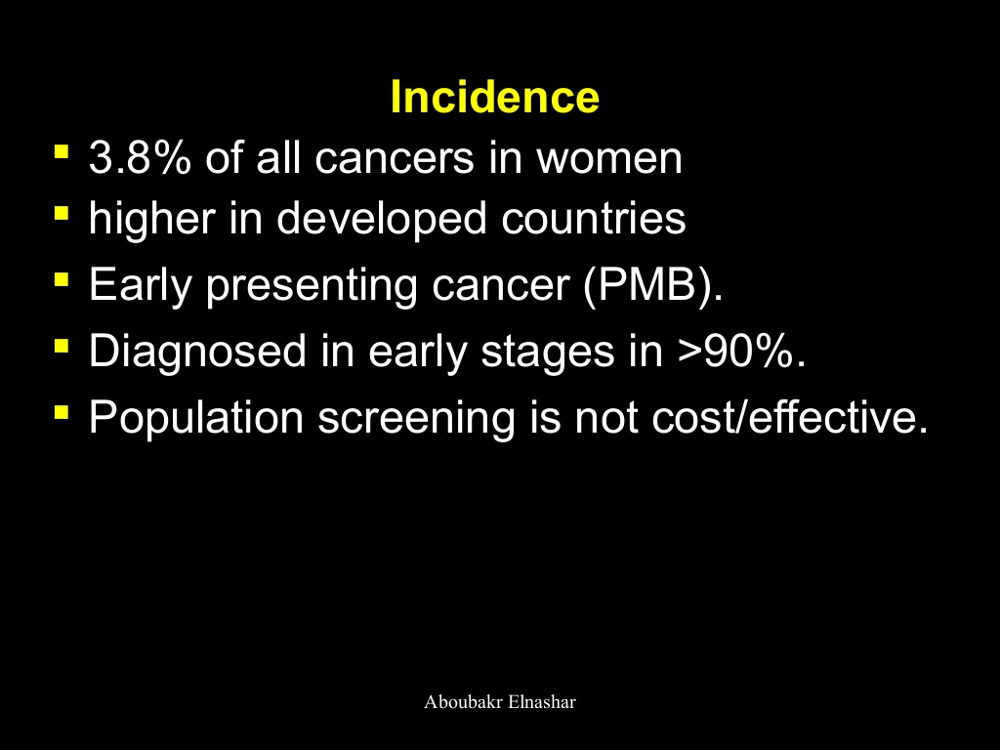 Incidence
▪ 3.8% of all cancers in women
▪ higher in developed countries
▪ Early presenting cancer (PMB).
▪ Diagnosed in early stages in >90%.
▪ Population screening is not cost/effective.
Aboubakr Elnashar